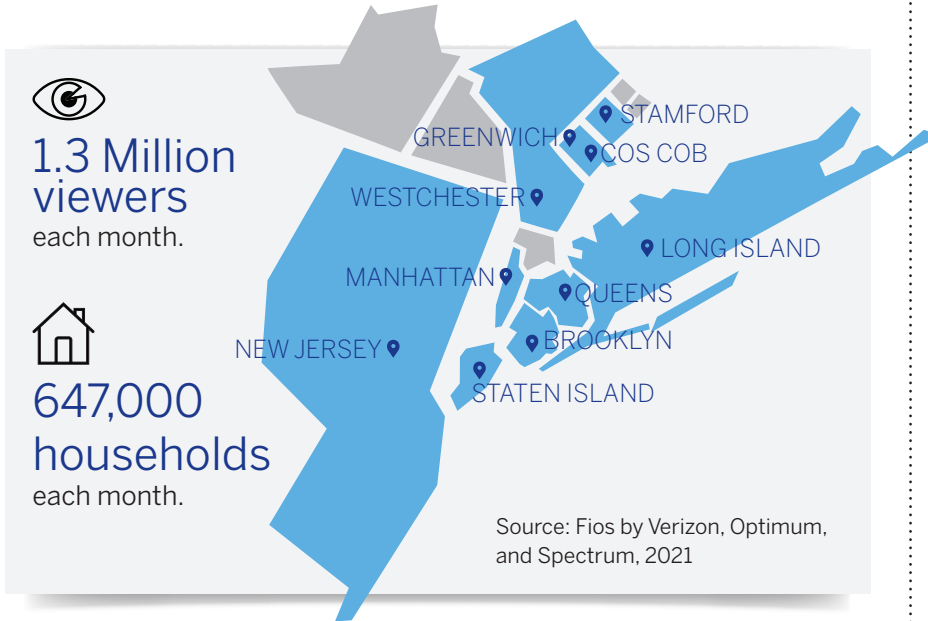 1.3 Million
viewers
each month.
647,000
households
each month.
STAMFORD
GREENWICH
COS COB
WESTCHESTER
LONG ISLAND
MANHATTAN
QUEENS
BROOKLYN
NEW JERSEY
STATEN ISLAND
Source: Fios by Verizon, Optimum,
and Spectrum, 2021